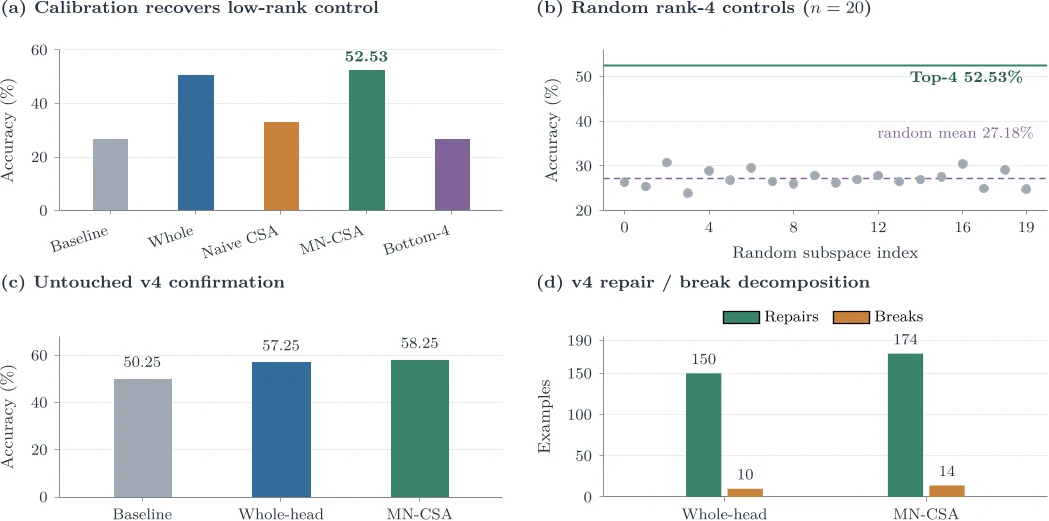 (a) Calibration recovers low-rank control
52.53
60
40
20
0
Accuracy (%)
Baseline
Whole
Naive CSA
MN-CSA
Bottom-4
(b) Random rank-4 controls (n = 20)
Top-4 52.53%
random mean 27.18%
50
40
30
20
Accuracy (%)
0 4 8 12 16 19
Random subspace index
(c) Untouched v4 confirmation
50.25
57.25
58.25
60
40
20
0
Accuracy (%)
Baseline
Whole-head
MN-CSA
(d) v4 repair / break decomposition
Repairs
Breaks
150
10
174
14
190
150
100
50
0
Examples
Whole-head
MN-CSA